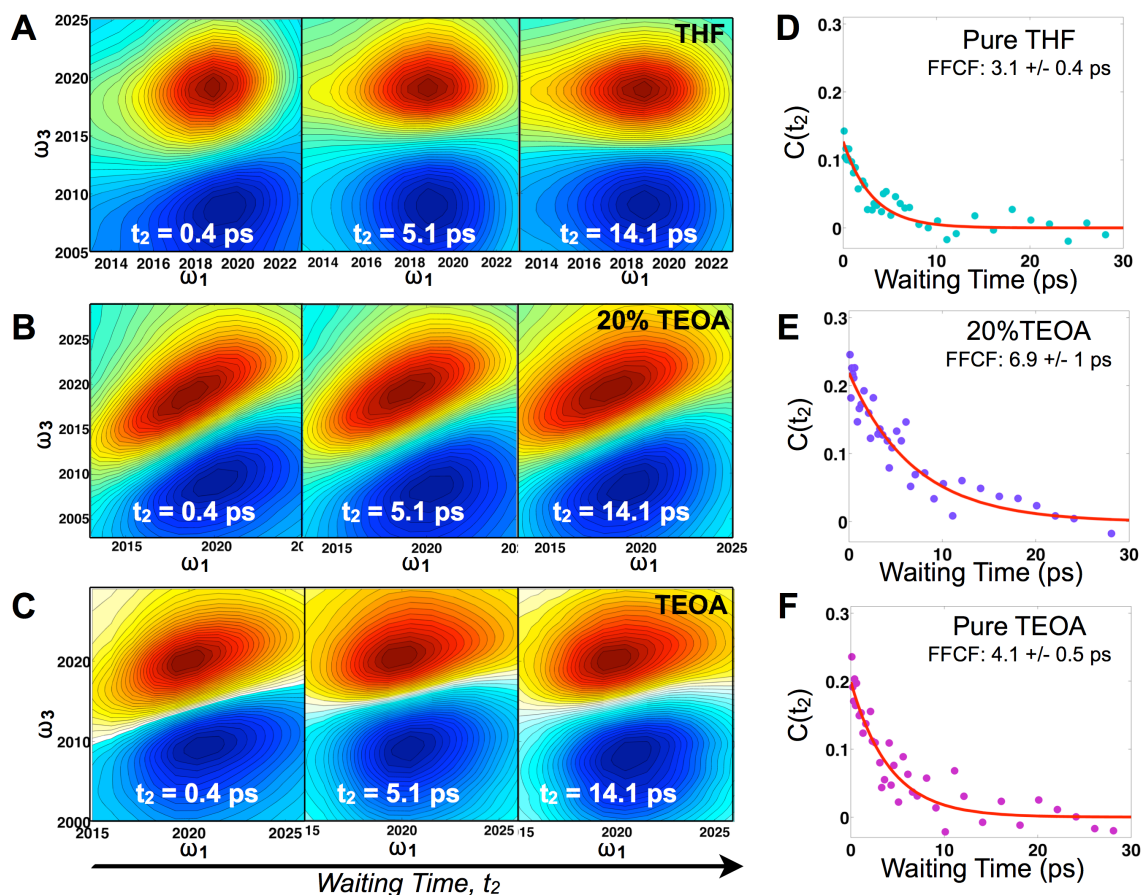 A
2025
2020
2015
2010
2005
ω3
THF
t2 = 0.4 ps
t2 = 5.1 ps
t2 = 14.1 ps
2014 2016 2018 2020 2022 2014 2016 2018 2020 2022 2014 2016 2018 2020 2022
ω1 ω1 ω1
D
Pure THF
FFCF: 3.1 +/- 0.4 ps
C(t2)
0.3
0.2
0.1
0
0 10 20 30
Waiting Time (ps)
B
2025
2020
2015
2010
2005
ω3
20% TEOA
t2 = 0.4 ps
t2 = 5.1 ps
t2 = 14.1 ps
2015 2020 2015 2020 2015 2020 2025
ω1 ω1 ω1
E
20%TEOA
FFCF: 6.9 +/- 1 ps
C(t2)
0.3
0.2
0.1
0
0 10 20 30
Waiting Time (ps)
C
2020
2010
2000
ω3
TEOA
t2 = 0.4 ps
t2 = 5.1 ps
t2 = 14.1 ps
2015 2020 2025 15 2020 2025 15 2020 2025
ω1 ω1 ω1
Waiting Time, t2
F
Pure TEOA
FFCF: 4.1 +/- 0.5 ps
C(t2)
0.3
0.2
0.1
0
0 10 20 30
Waiting Time (ps)